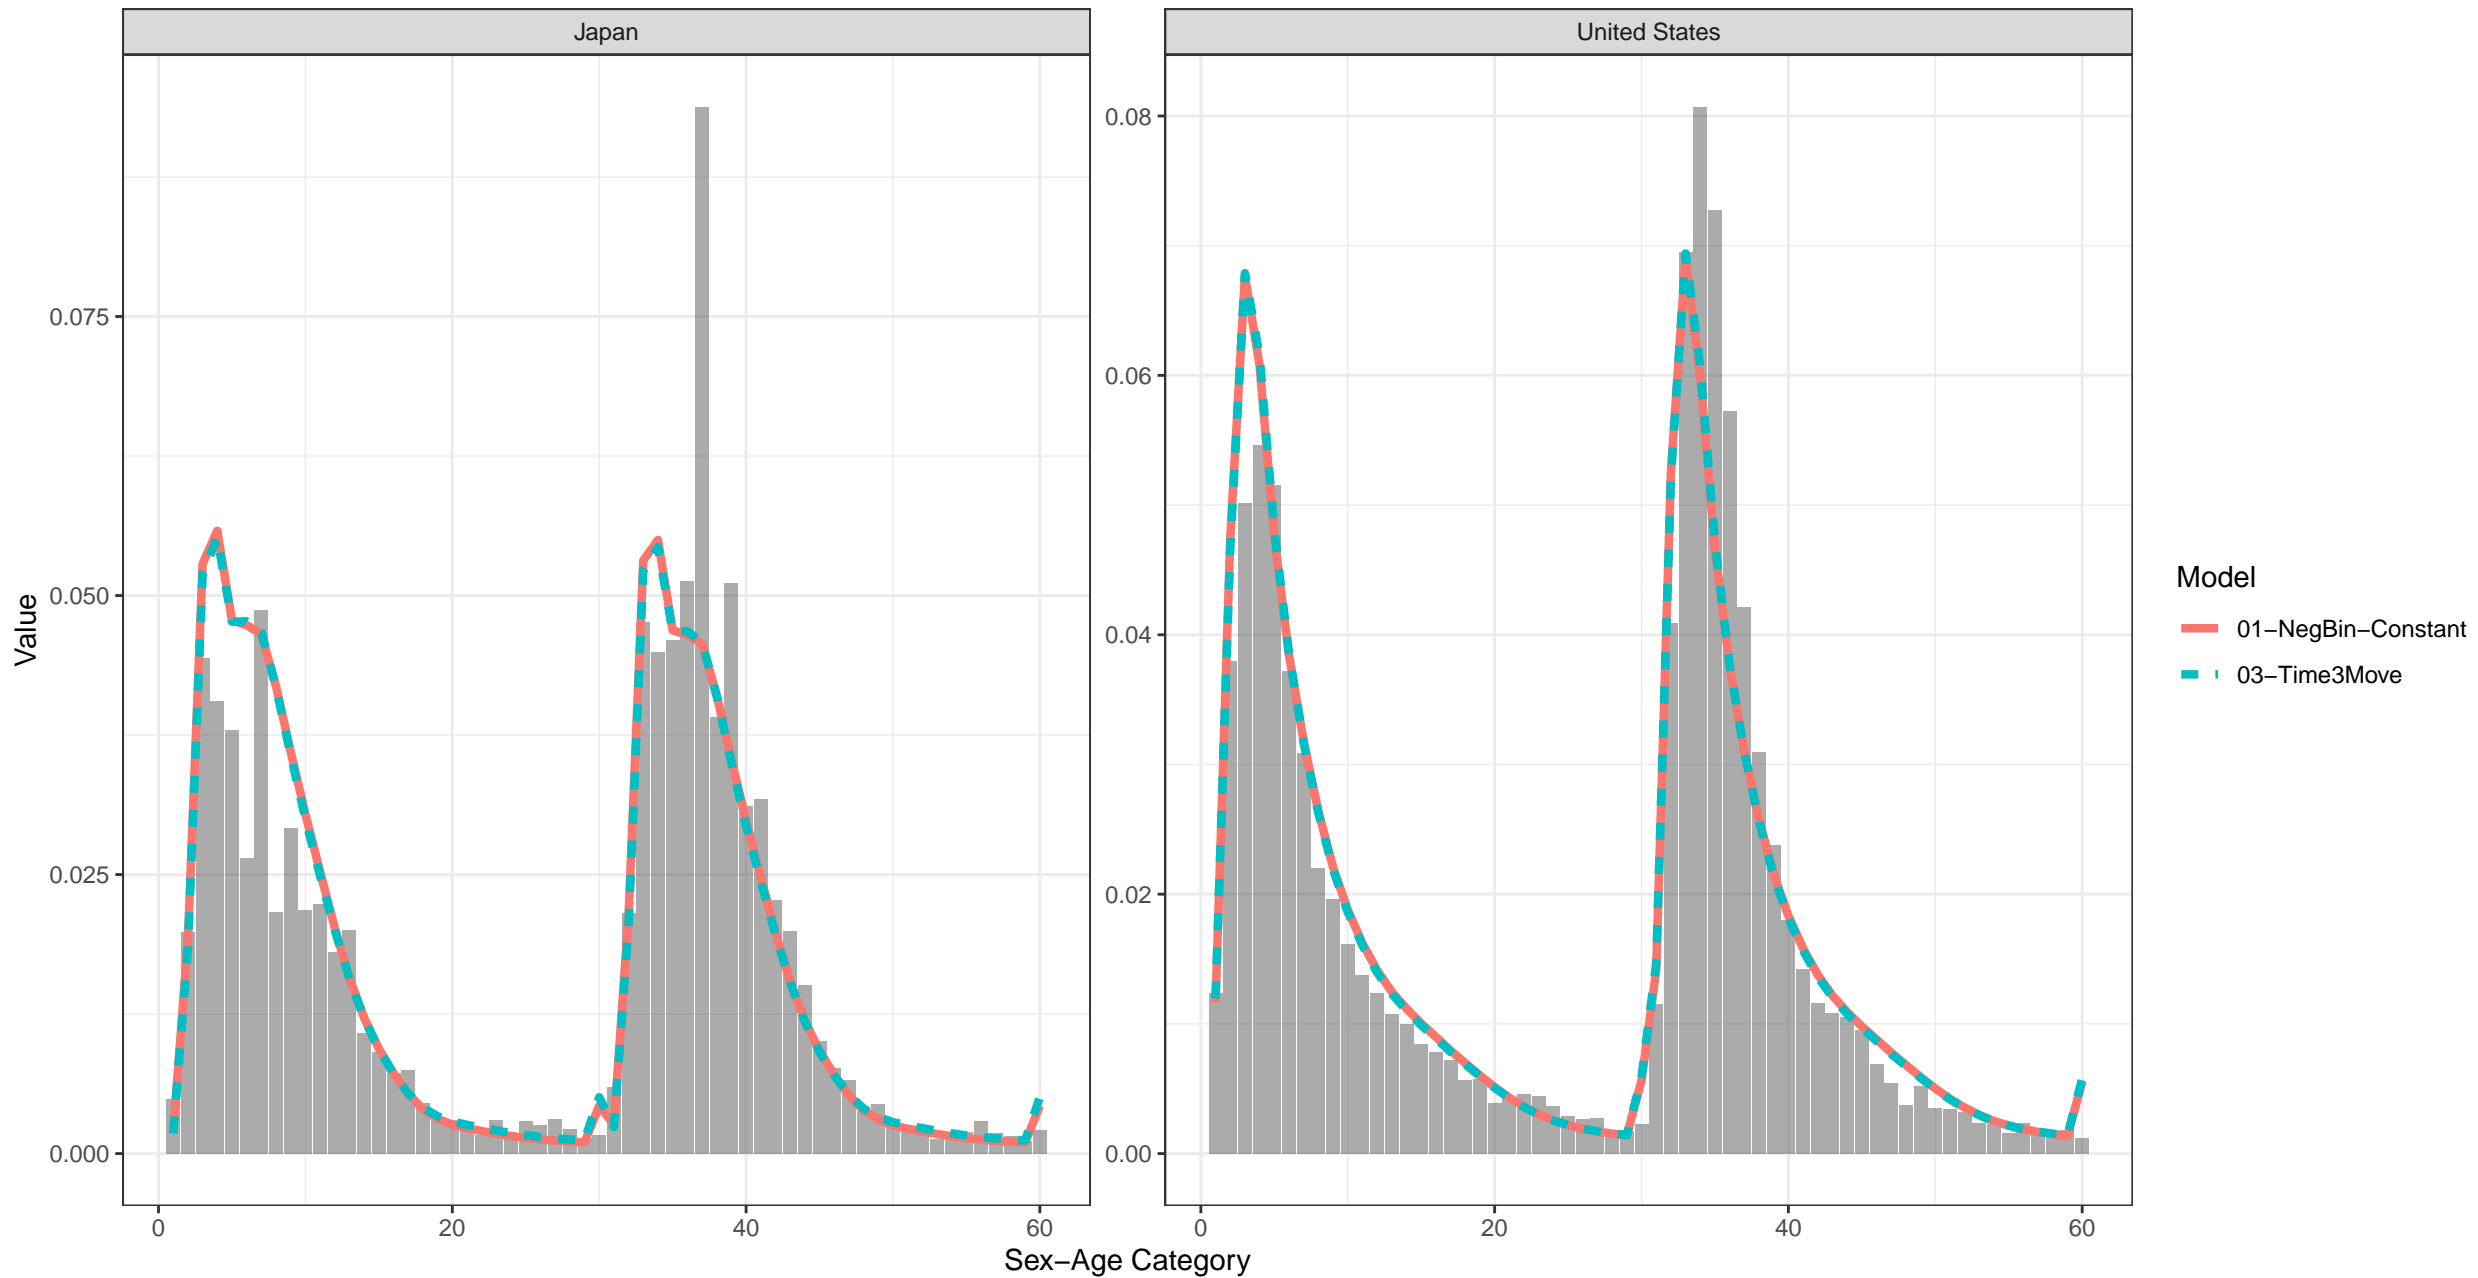 Japan
United States
Value
0.075
0.050
0.025
0.000
0.08
0.06
0.04
0.02
0.00
0 20 40 60
0 20 40 60
Sex−Age Category
Model
01−NegBin−Constant
03−Time3Move